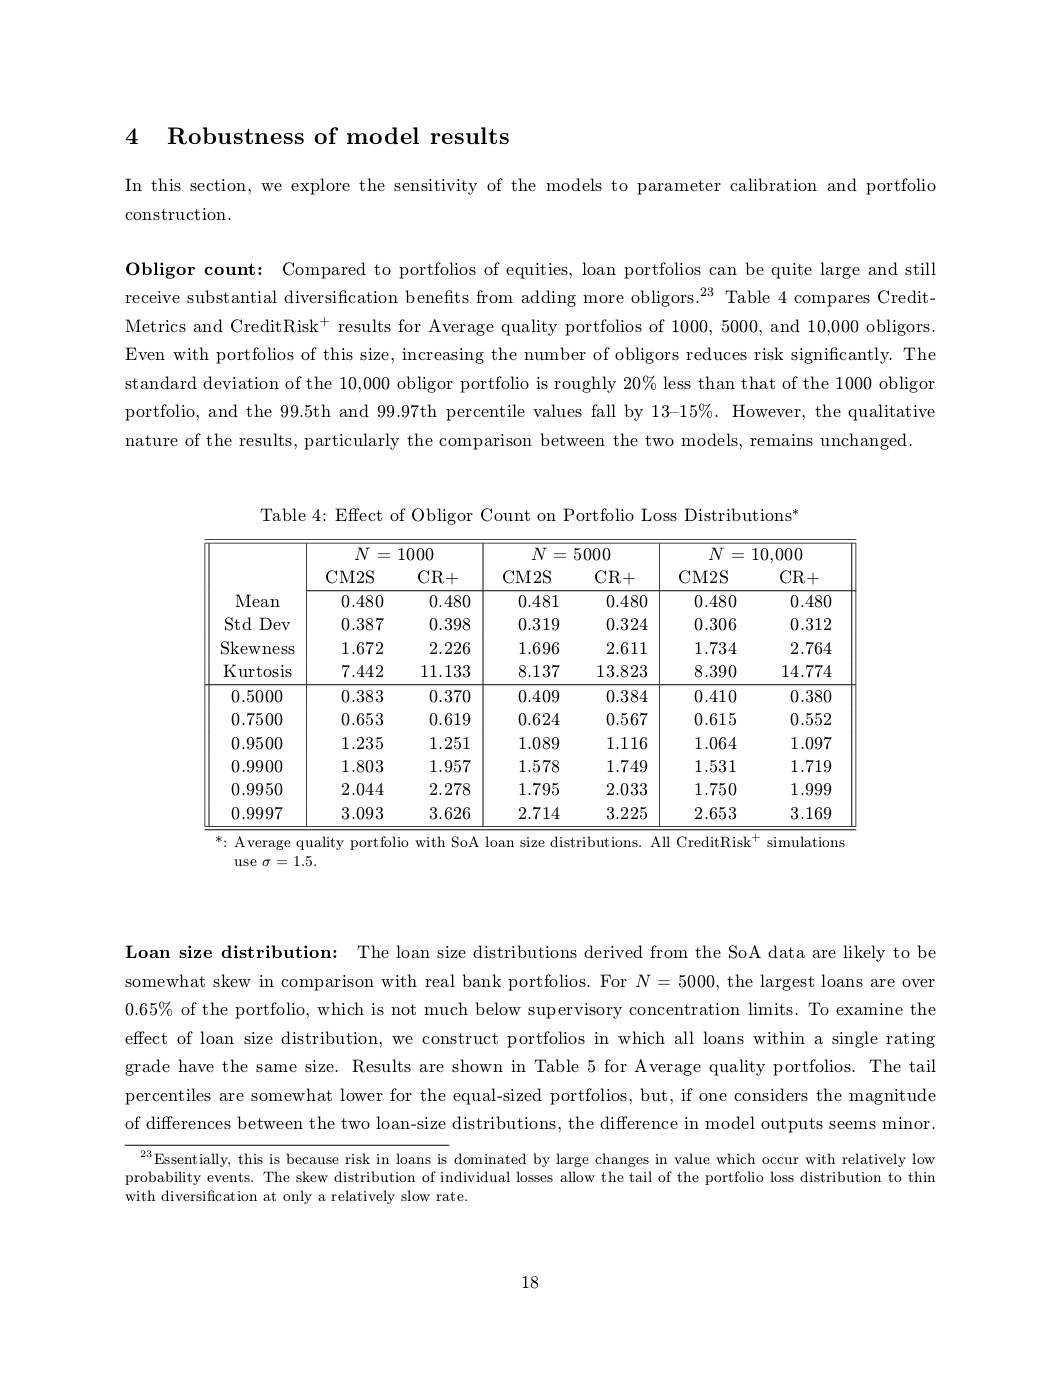 4 Robustness of model results
In this section, we explore the sensitivity of the models to parameter calibration and portfolio
construction.
Obligor count: Compared to portfolios of equities, loan portfolios can be quite large and still
receive substantial diversification benefits from adding more obligors.23 Table 4 compares Credit-
Metrics and CreditRisk+ results for Average quality portfolios of 1000, 5000, and 10,000 obligors.
Even with portfolios of this size, increasing the number of obligors reduces risk significantly. The
standard deviation of the 10,000 obligor portfolio is roughly 20% less than that of the 1000 obligor
portfolio, and the 99.5th and 99.97th percentile values fall by 13–15%. However, the qualitative
nature of the results, particularly the comparison between the two models, remains unchanged.
Table 4: Effect of Obligor Count on Portfolio Loss Distributions*
N = 1000 N = 5000 N = 10,000
CM2S CR+ CM2S CR+ CM2S CR+
Mean 0.480 0.480 0.481 0.480 0.480 0.480
Std Dev 0.387 0.398 0.319 0.324 0.306 0.312
Skewness 1.672 2.226 1.696 2.611 1.734 2.764
Kurtosis 7.442 11.133 8.137 13.823 8.390 14.774
0.5000 0.383 0.370 0.409 0.384 0.410 0.380
0.7500 0.653 0.619 0.624 0.567 0.615 0.552
0.9500 1.235 1.251 1.089 1.116 1.064 1.097
0.9900 1.803 1.957 1.578 1.749 1.531 1.719
0.9950 2.044 2.278 1.795 2.033 1.750 1.999
0.9997 3.093 3.626 2.714 3.225 2.653 3.169
*: Average quality portfolio with SoA loan size distributions. All CreditRisk+ simulations
use σ = 1.5.
Loan size distribution: The loan size distributions derived from the SoA data are likely to be
somewhat skew in comparison with real bank portfolios. For N = 5000, the largest loans are over
0.65% of the portfolio, which is not much below supervisory concentration limits. To examine the
effect of loan size distribution, we construct portfolios in which all loans within a single rating
grade have the same size. Results are shown in Table 5 for Average quality portfolios. The tail
percentiles are somewhat lower for the equal-sized portfolios, but, if one considers the magnitude
of differences between the two loan-size distributions, the difference in model outputs seems minor.
23Essentially, this is because risk in loans is dominated by large changes in value which occur with relatively low
probability events. The skew distribution of individual losses allow the tail of the portfolio loss distribution to thin
with diversification at only a relatively slow rate.
18